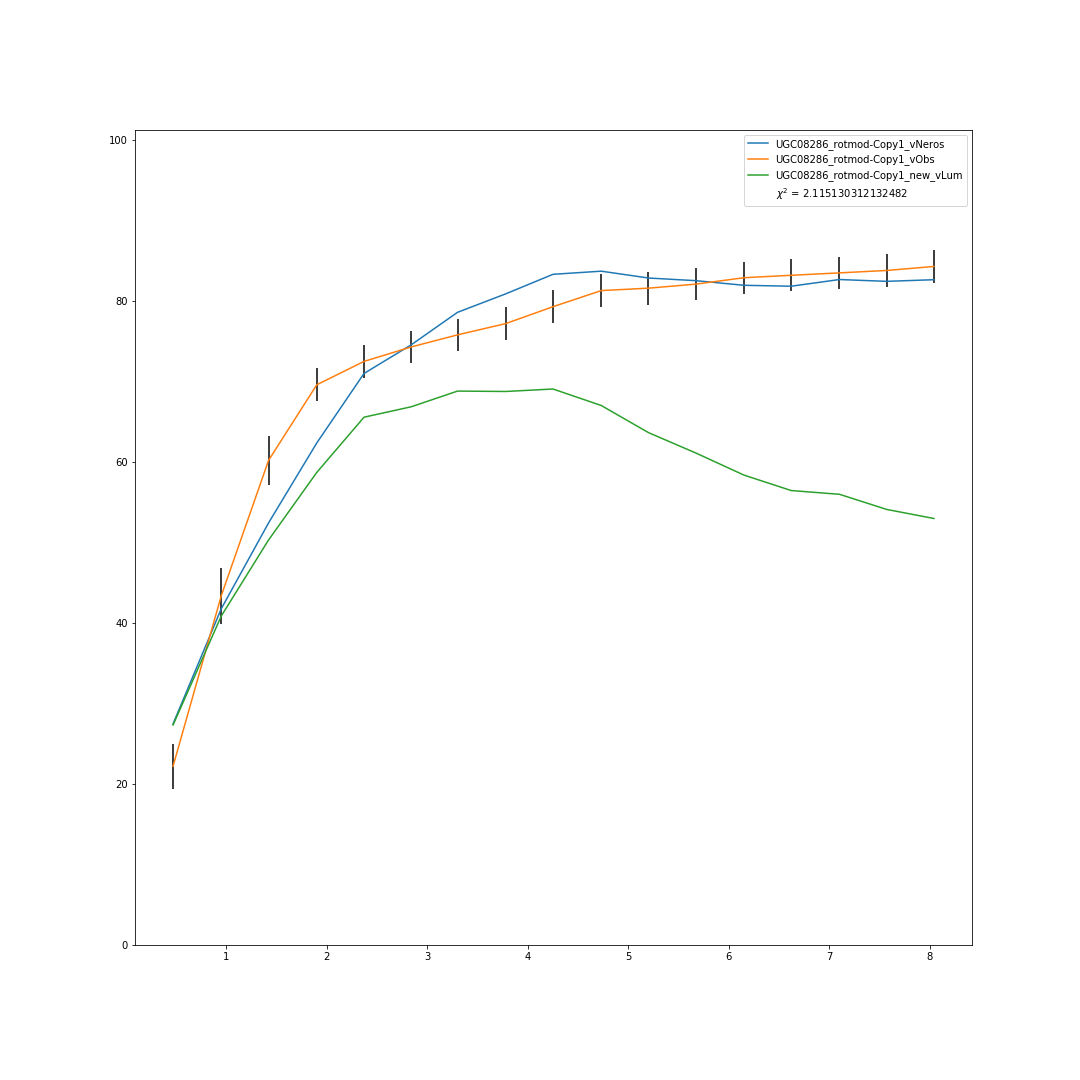 100
80
60
40
20
0
1 2 3 4 5 6 7 8
UGC08286_rotmod-Copy1_vNeros
UGC08286_rotmod-Copy1_vObs
UGC08286_rotmod-Copy1_new_vLum
χ² = 2.115130312132482